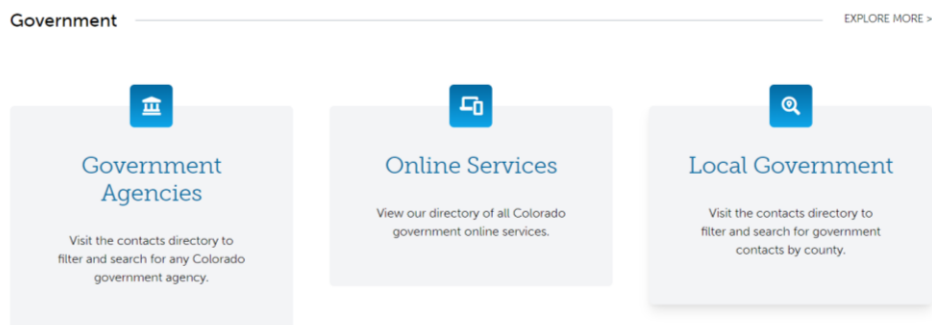 Government
EXPLORE MORE >
Government
Agencies
Visit the contacts directory to
filter and search for any Colorado
government agency.
Online Services
View our directory of all Colorado
government online services.
Local Government
Visit the contacts directory to
filter and search for government
contacts by county.